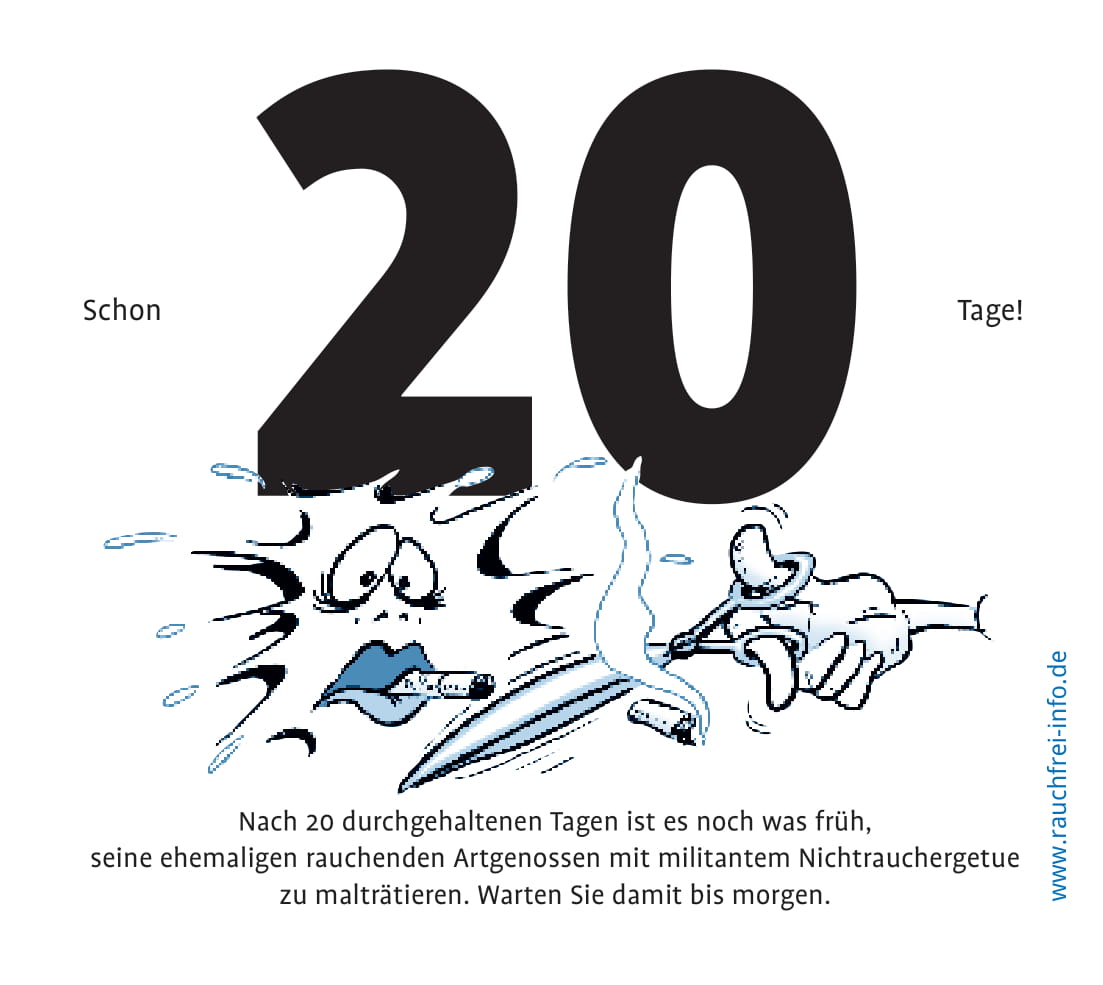 Schon
20
Tage!
Nach 20 durchgehaltenen Tagen ist es noch was früh,
seine ehemaligen rauchenden Artgenossen mit militantem Nichtrauchergetue
zu malträtieren. Warten Sie damit bis morgen.
www.rauchfrei-info.de